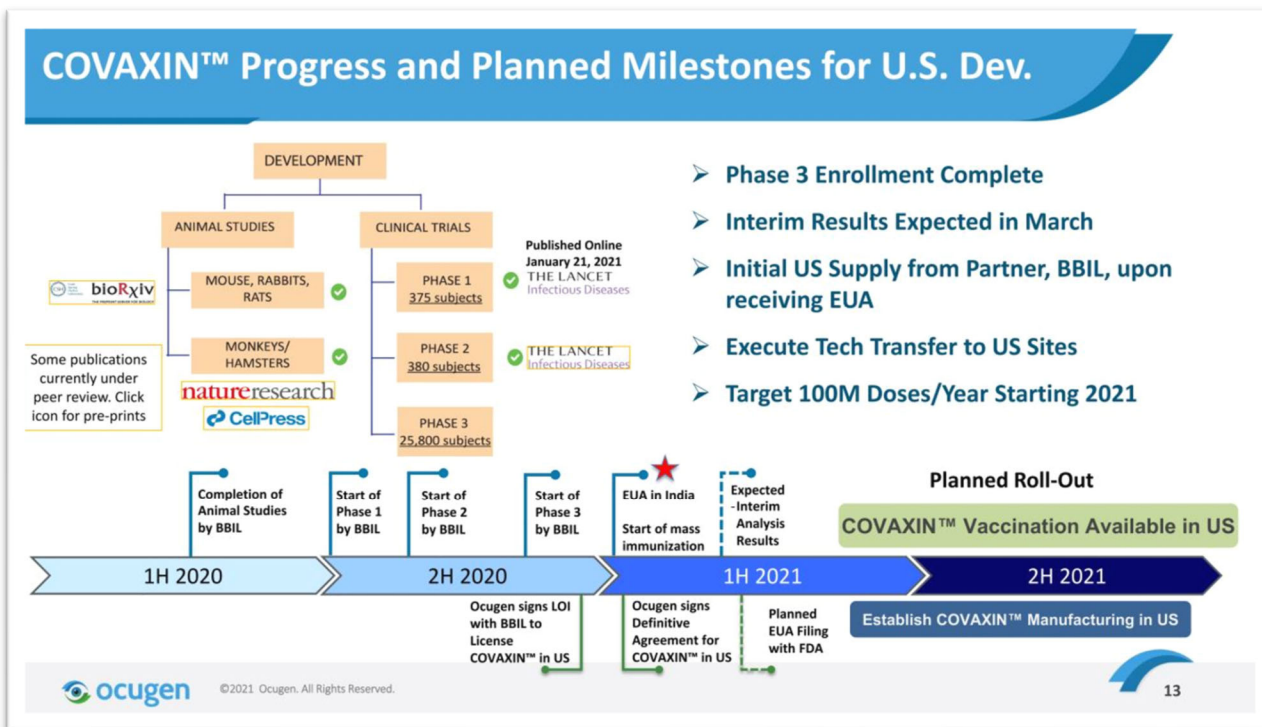 COVAXIN™ Progress and Planned Milestones for U.S. Dev.
DEVELOPMENT
ANIMAL STUDIES
CLINICAL TRIALS
bioRxiv
MOUSE, RABBITS,
RATS
MONKEYS/
HAMSTERS
natureresearch
CellPress
Some publications
currently under
peer review. Click
icon for pre-prints
PHASE 1
375 subjects
Published Online
January 21, 2021
THE LANCET
Infectious Diseases
PHASE 2
380 subjects
THE LANCET
Infectious Diseases
PHASE 3
25,800 subjects
➢ Phase 3 Enrollment Complete
➢ Interim Results Expected in March
➢ Initial US Supply from Partner, BBIL, upon
receiving EUA
➢ Execute Tech Transfer to US Sites
➢ Target 100M Doses/Year Starting 2021
Completion of
Animal Studies
by BBIL
Start of
Phase 1
by BBIL
Start of
Phase 2
by BBIL
Start of
Phase 3
by BBIL
EUA in India
Start of mass
immunization
Expected
-Interim
Analysis
Results
Planned Roll-Out
COVAXIN™ Vaccination Available in US
1H 2020
2H 2020
1H 2021
2H 2021
Ocugen signs LOI
with BBIL to
License
COVAXIN™ in US
Ocugen signs
Definitive
Agreement for
COVAXIN™ in US
Planned
EUA Filing
with FDA
Establish COVAXIN™ Manufacturing in US
ocugen
©2021 Ocugen. All Rights Reserved.
13